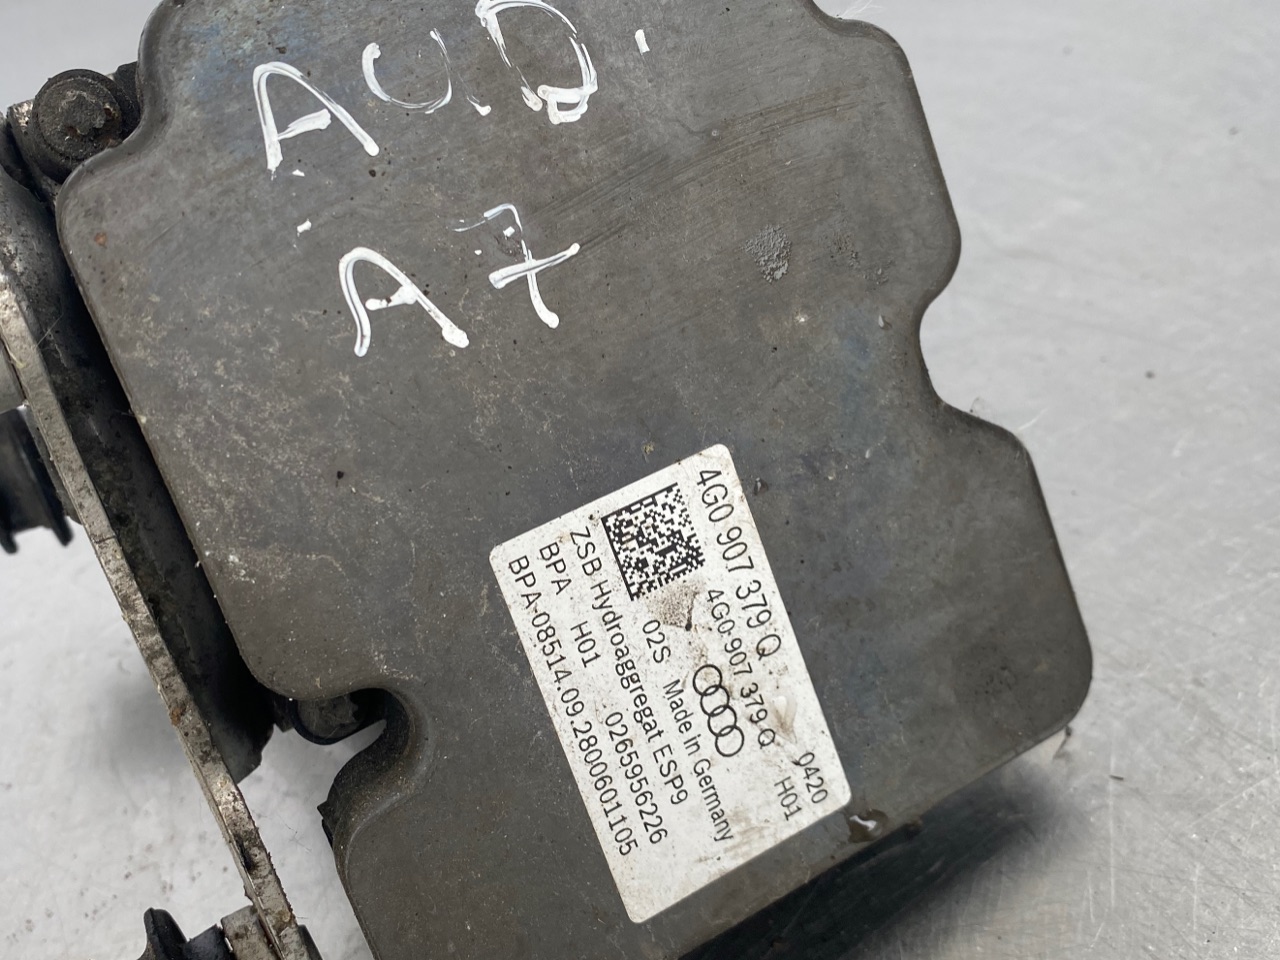 AUDI
A7
4G0 907 379 Q 0420
4G0 907 379 Q H01
02S Made in Germany
ZSB Hydroaggregat ESP9
BPA H01 0265956226
BPA-08514.09.2800601105